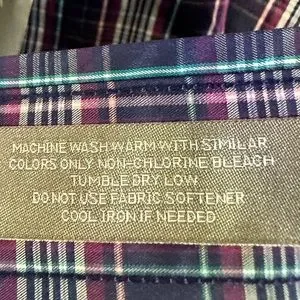 MACHINE WASH WARM WITH SIMILAR
COLORS ONLY NON-CHLORINE BLEACH
TUMBLE DRY LOW
DO NOT USE FABRIC SOFTENER
COOL IRON IF NEEDED